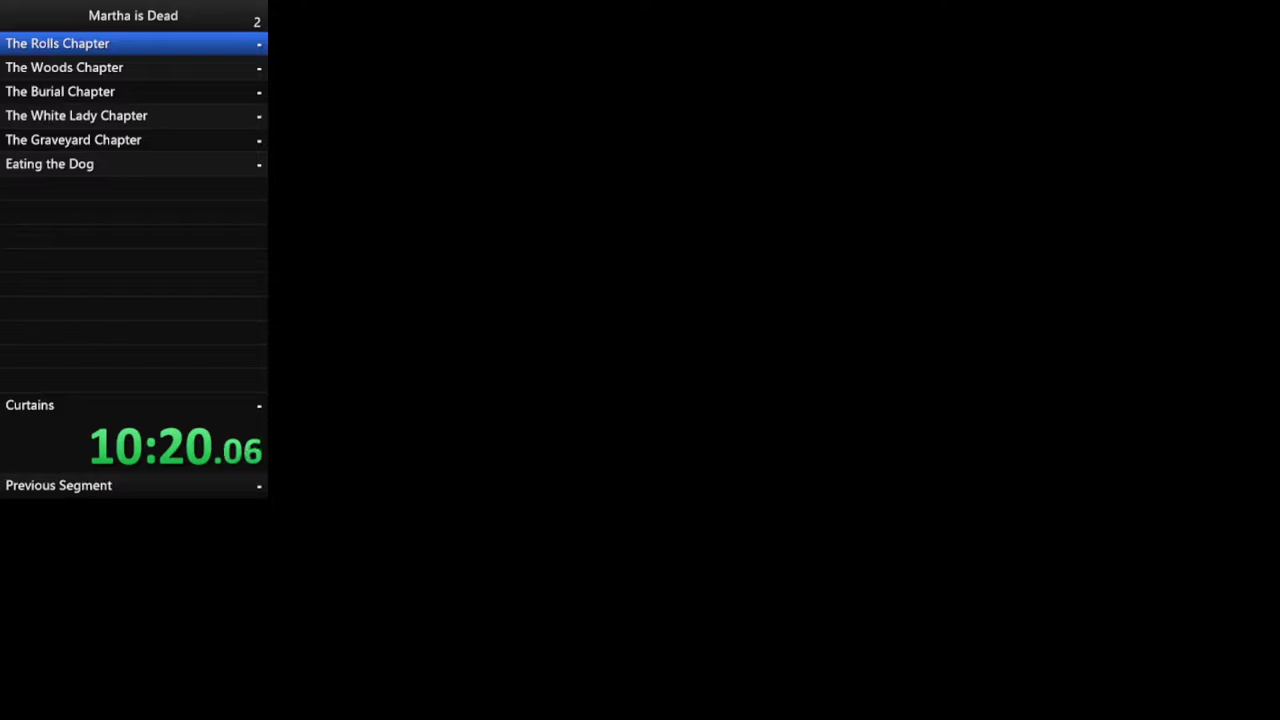 Martha is Dead
2
The Rolls Chapter -
The Woods Chapter -
The Burial Chapter -
The White Lady Chapter -
The Graveyard Chapter -
Eating the Dog -
Curtains -
10:20.06
Previous Segment -